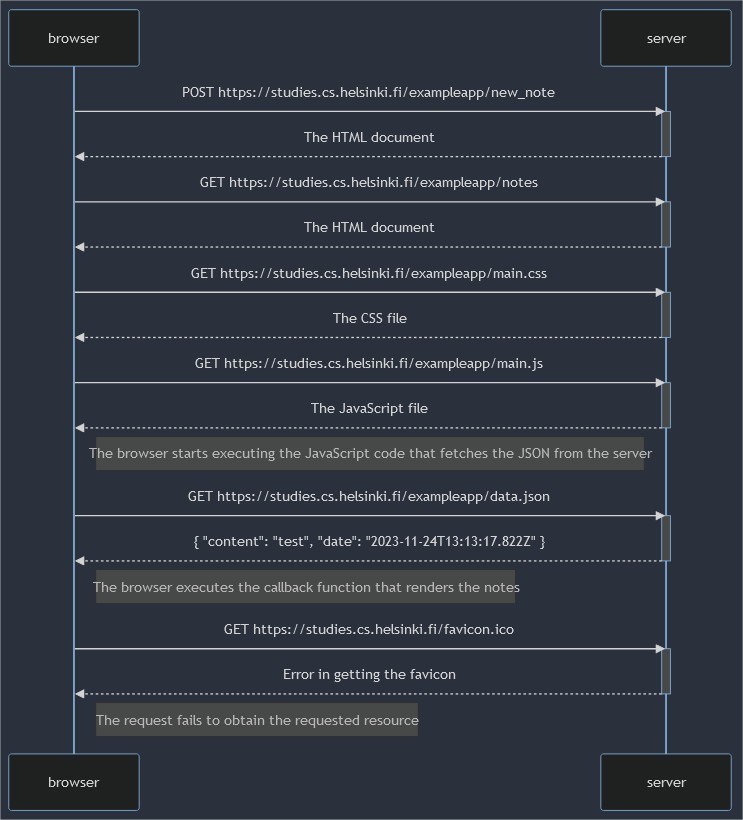 browser
server
POST https://studies.cs.helsinki.fi/exampleapp/new_note
The HTML document
GET https://studies.cs.helsinki.fi/exampleapp/notes
The HTML document
GET https://studies.cs.helsinki.fi/exampleapp/main.css
The CSS file
GET https://studies.cs.helsinki.fi/exampleapp/main.js
The JavaScript file
The browser starts executing the JavaScript code that fetches the JSON from the server
GET https://studies.cs.helsinki.fi/exampleapp/data.json
{ "content": "test", "date": "2023-11-24T13:13:17.822Z" }
The browser executes the callback function that renders the notes
GET https://studies.cs.helsinki.fi/favicon.ico
Error in getting the favicon
The request fails to obtain the requested resource
browser
server